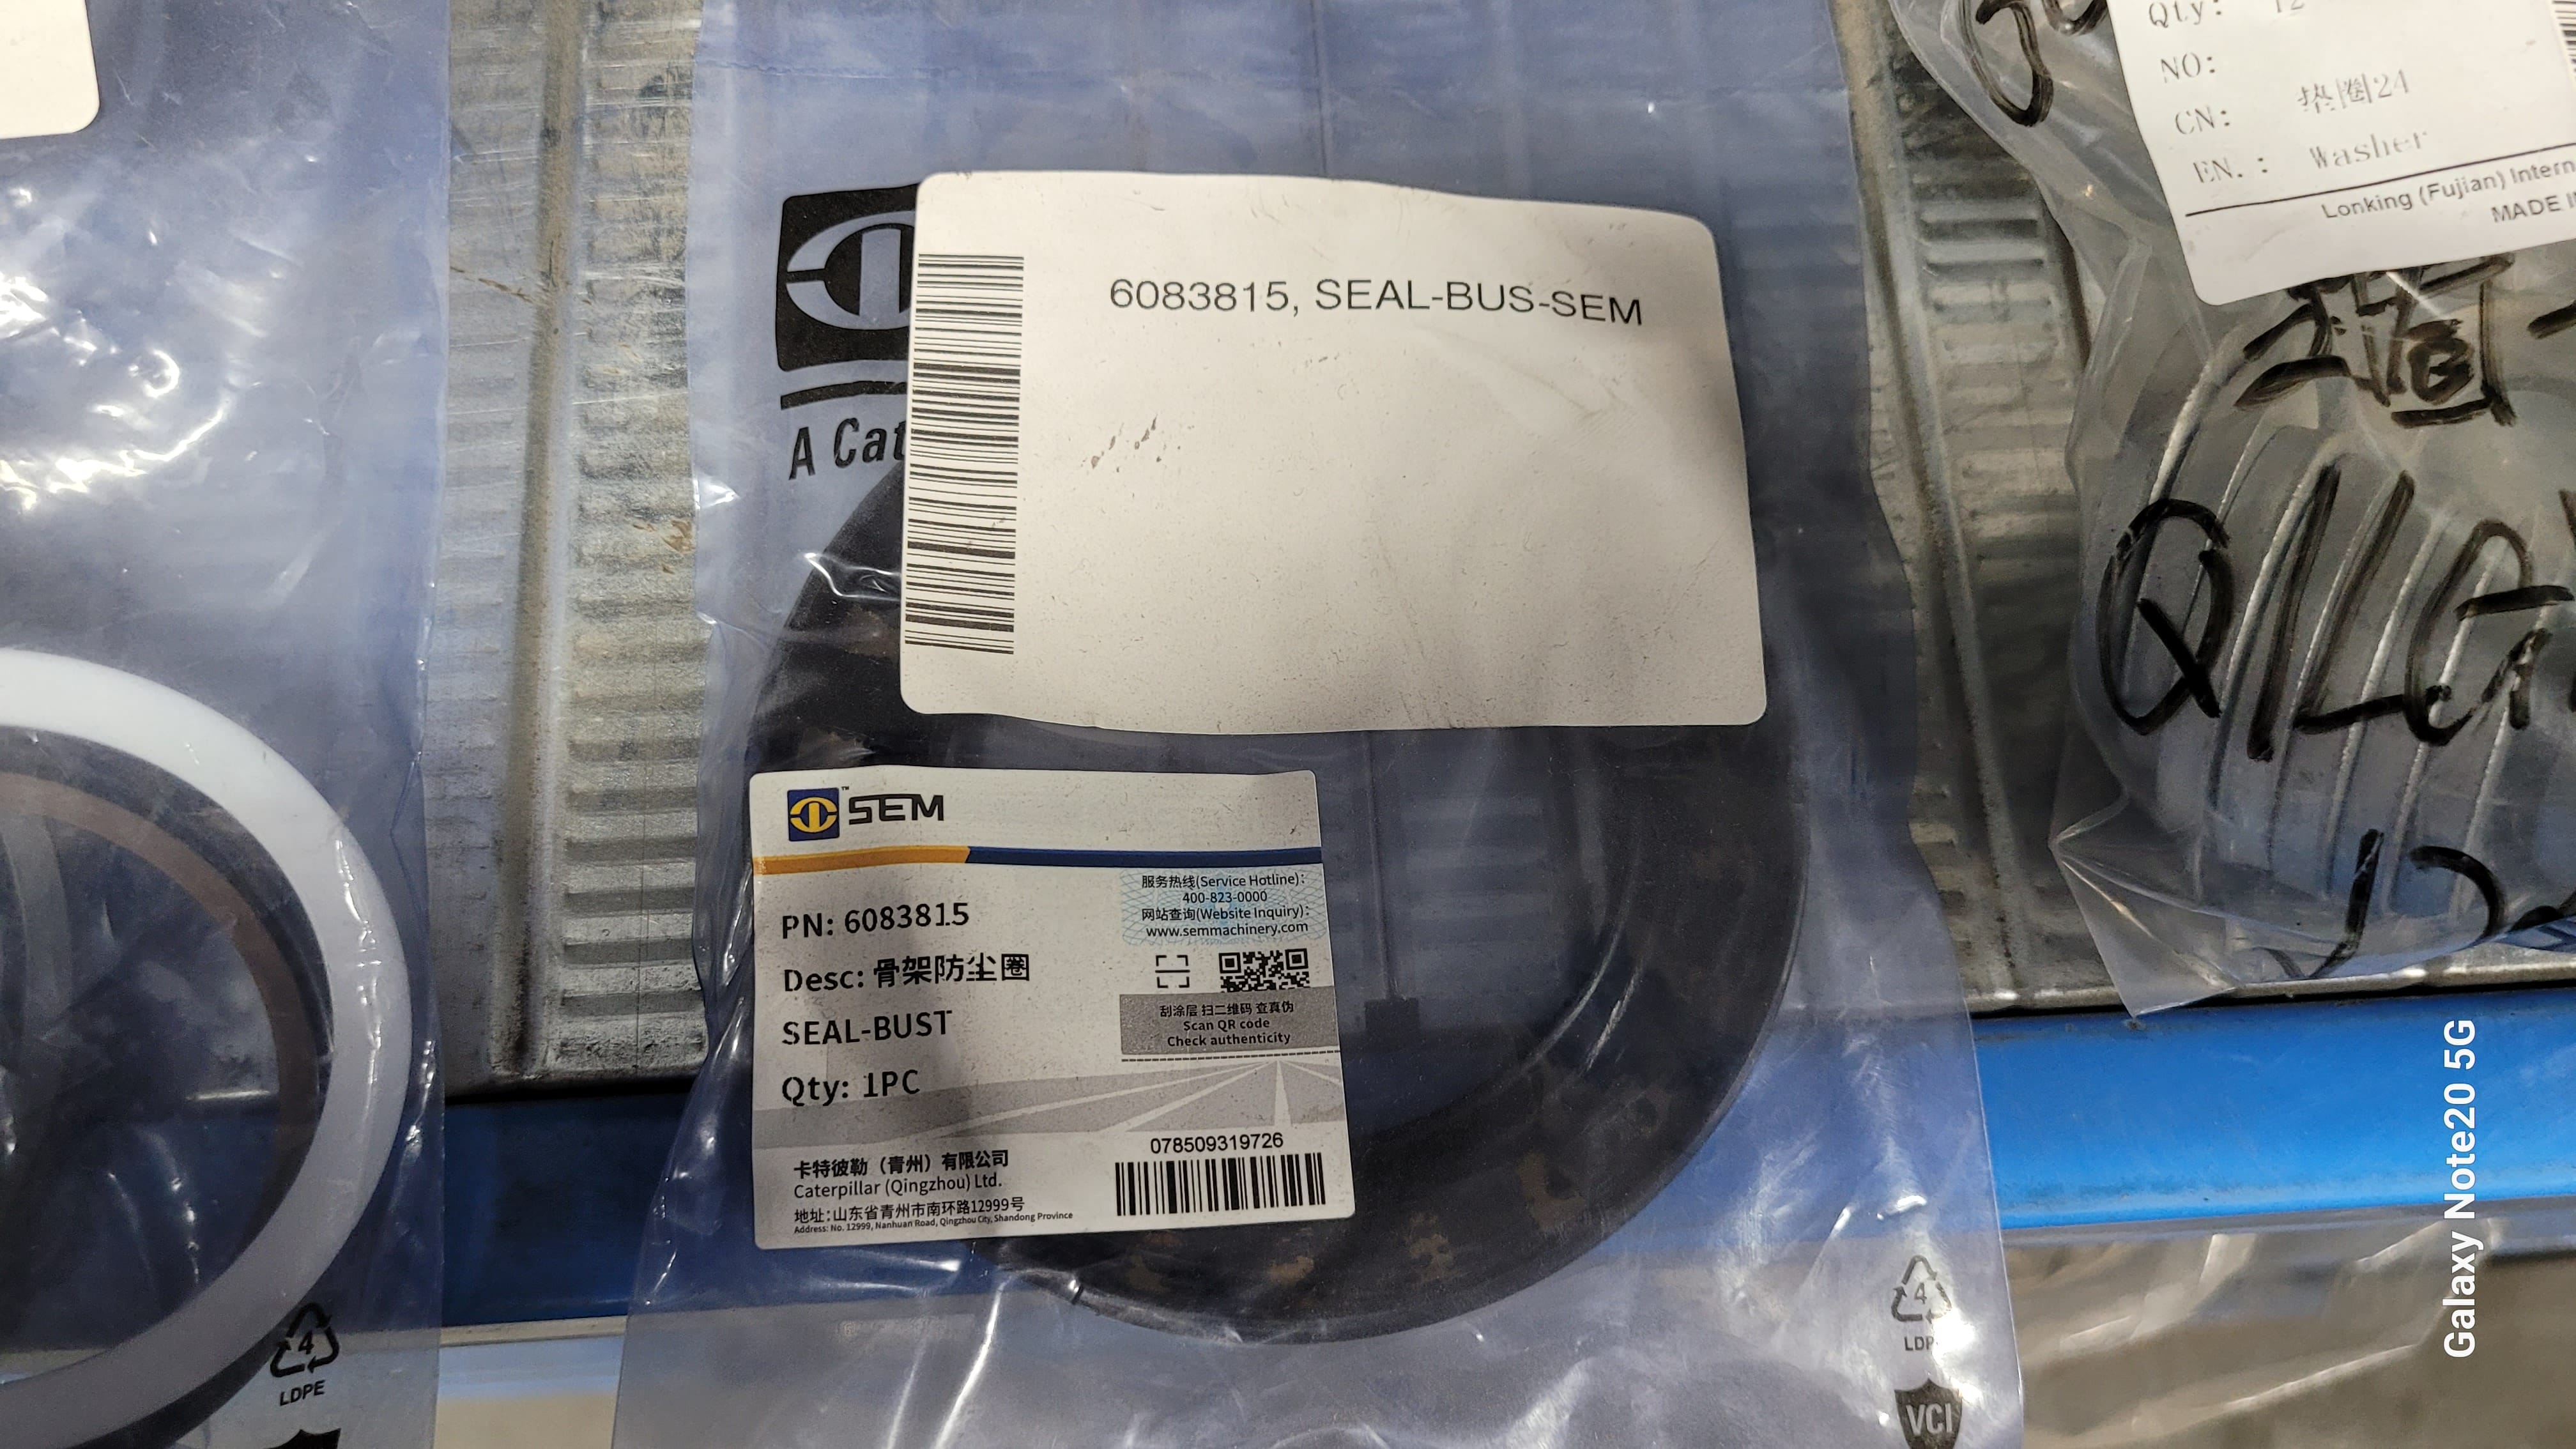 6083815, SEAL-BUS-SEM
A Cat
SEM
™
PN: 6083815
Desc: 骨架防尘圈
SEAL-BUST
Qty: 1PC
服务热线(Service Hotline):
400-823-0000
网站查询(Website Inquiry):
www.semmachinery.com
刮涂层 扫二维码 查真伪
Scan QR code
Check authenticity
078509319726
卡特彼勒（青州）有限公司
Caterpillar (Qingzhou) Ltd.
地址:山东省青州市南环路12999号
Address: No. 12999, Nanhuan Road, Qingzhou City, Shandong Province
4
LDPE
4
LDP
VCI
Qty: 12
NO:
CN: 垫圈24
EN.: Washer
Lonking (Fujian) Intern
MADE I
Galaxy Note20 5G